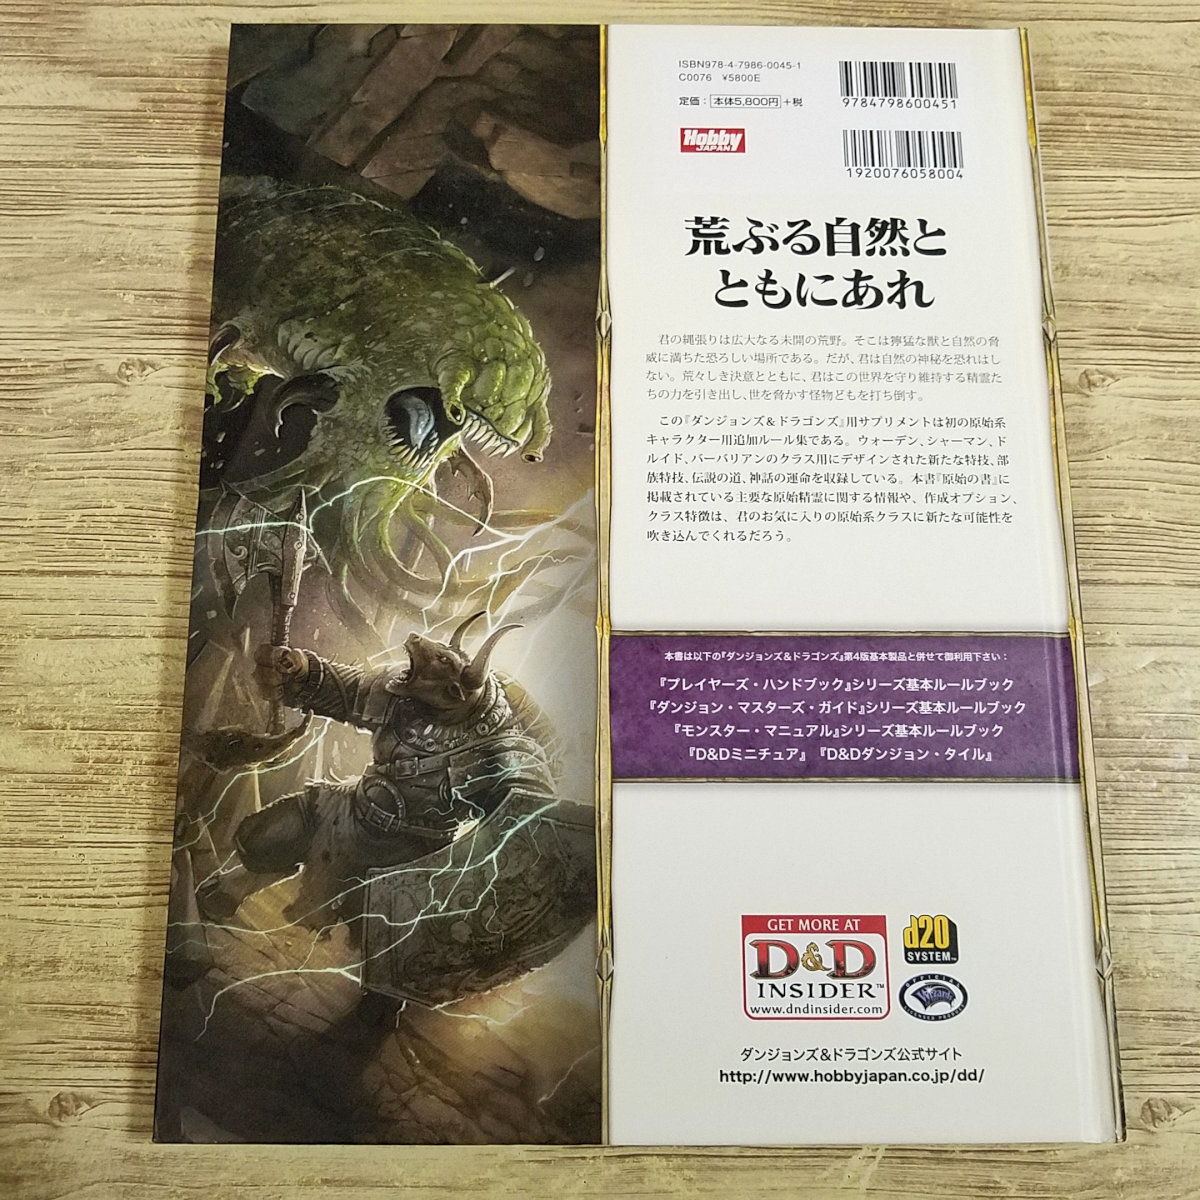 ISBN978-4-7986-0045-1
C0076 ¥5800E
定価：本体5,800円＋税
9784798600451
Hobby
JAPAN
1920076058004
荒ぶる自然と
ともにあれ
君の縄張りは広大なる未開の荒野。そこは獰猛な獣と自然の脅
威に満ちた恐ろしい場所である。だが、君は自然の神秘を恐れはし
ない。荒々しき決意とともに、君はこの世界を守り維持する精霊た
ちの力を引き出し、世を脅かす怪物どもを打ち倒す。
この『ダンジョンズ＆ドラゴンズ』用サプリメントは初の原始系
キャラクター用追加ルール集である。ウォーデン、シャーマン、ド
ルイド、バーバリアンのクラス用にデザインされた新たな特技、部
族特技、伝説の道、神話の運命を収録している。本書『原始の書』に
掲載されている主要な原始精霊に関する情報や、作成オプション、
クラス特徴は、君のお気に入りの原始系クラスに新たな可能性を
吹き込んでくれるだろう。
本書は以下の『ダンジョンズ＆ドラゴンズ』第4版基本製品と併せて御利用下さい：
『プレイヤーズ・ハンドブック』シリーズ基本ルールブック
『ダンジョン・マスターズ・ガイド』シリーズ基本ルールブック
『モンスター・マニュアル』シリーズ基本ルールブック
『D&Dミニチュア』 『D&Dダンジョン・タイル』
GET MORE AT
D&D
INSIDER™
www.dndinsider.com
d20
SYSTEM™
OFFICIAL
Wizards
LICENSED PRODUCT
ダンジョンズ＆ドラゴンズ公式サイト
http://www.hobbyjapan.co.jp/dd/